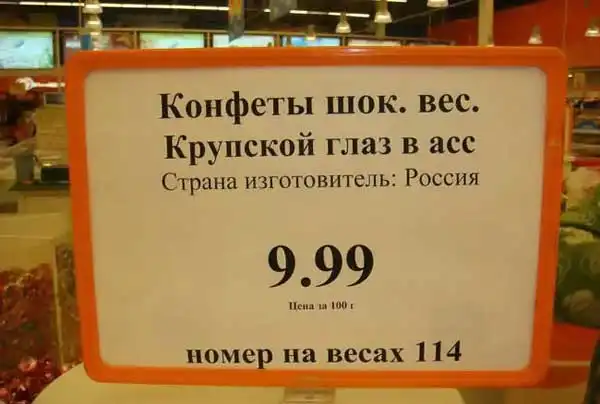 Конфеты шок. вес.
Крупской глаз в асс
Страна изготовитель: Россия
9.99
Цена за 100 г
номер на весах 114